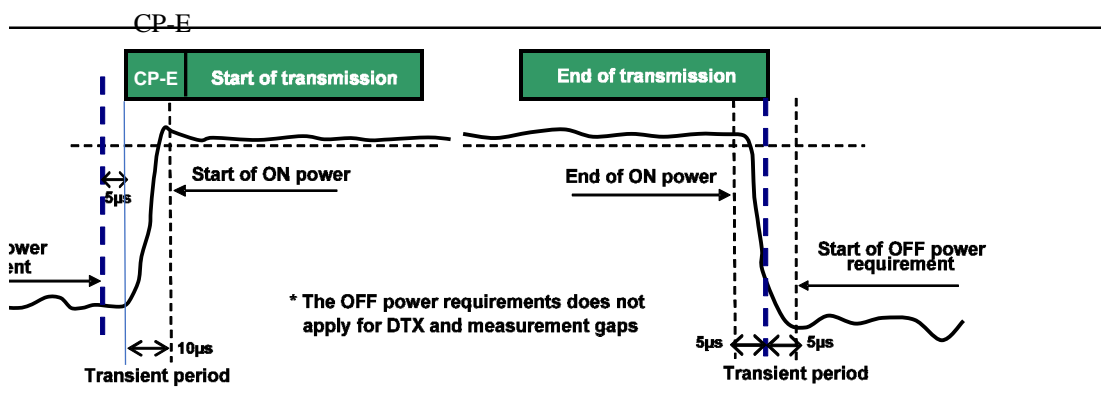 CP-E
CP-E
Start of transmission
End of transmission
Start of ON power
End of ON power
5µs
Start of OFF power
requirement
* The OFF power requirements does not
apply for DTX and measurement gaps
10µs
Transient period
5µs
5µs
Transient period